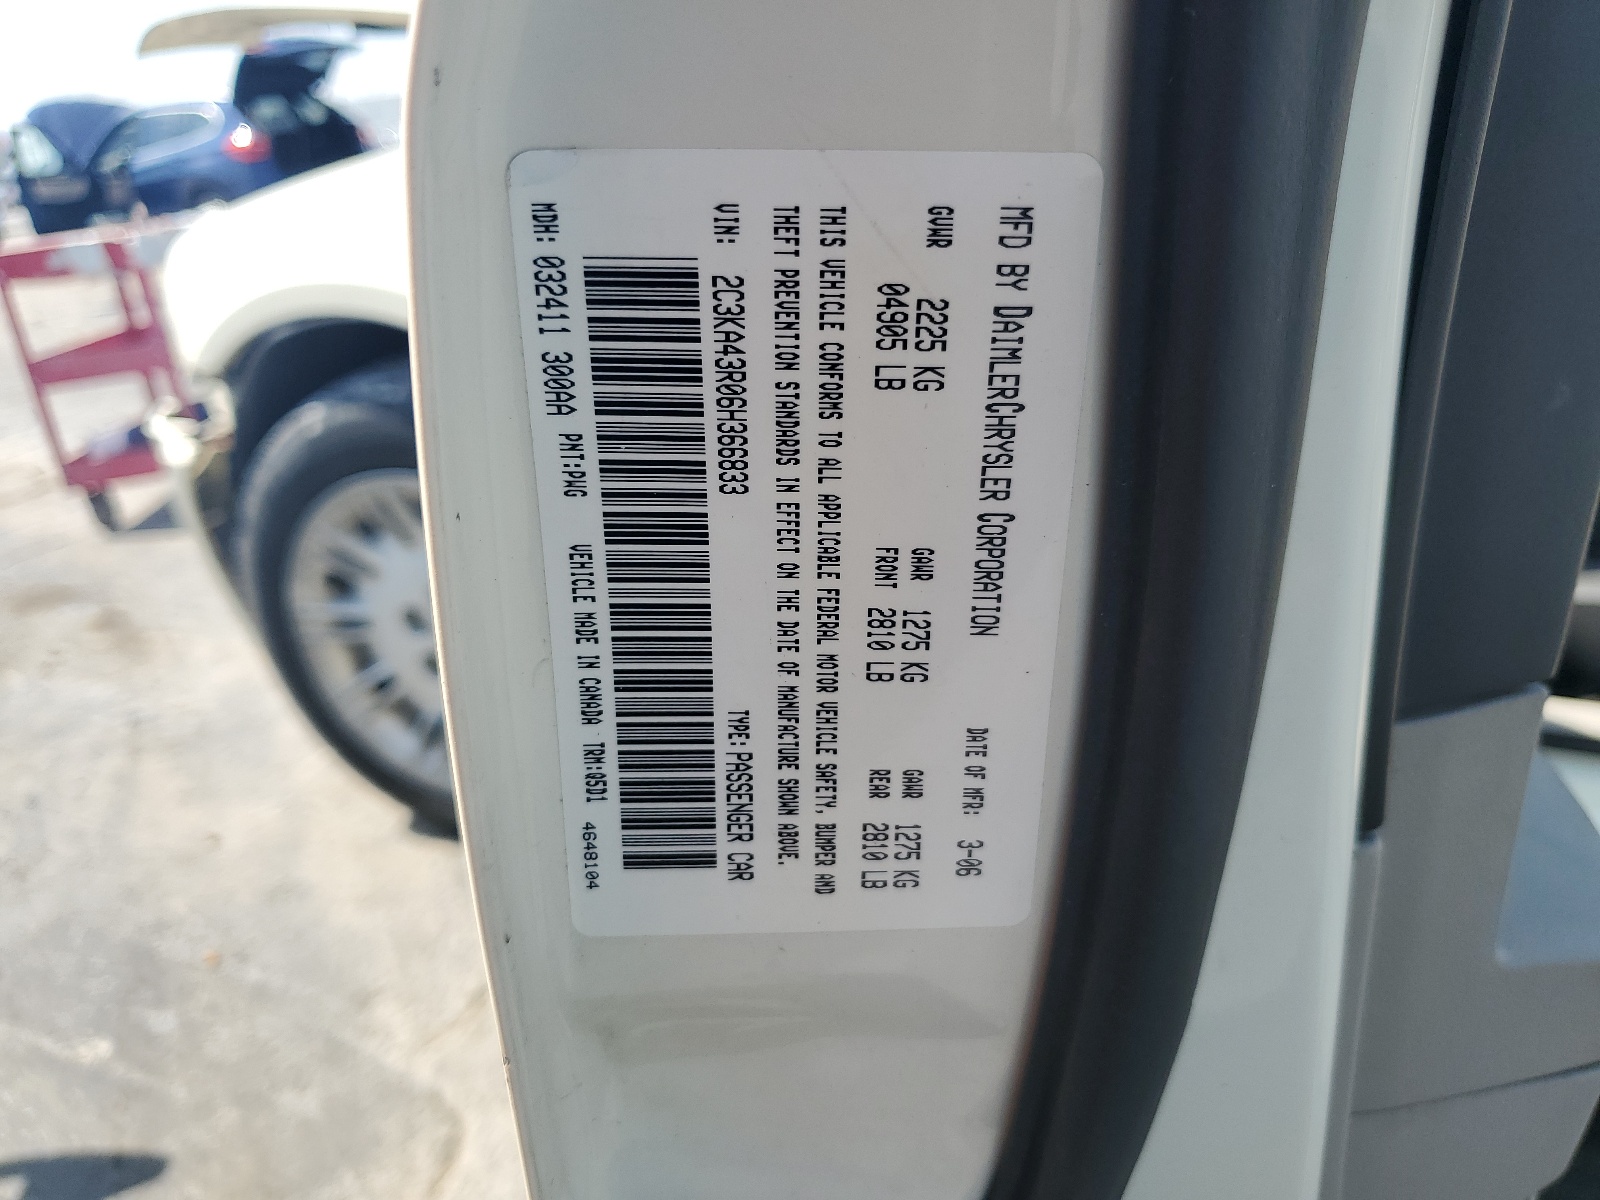 MFD BY DAIMLERCHRYSLER CORPORATION DATE OF MFR: 3-06
GVWR 2225 KG GAWR 1275 KG GAWR 1275 KG
04905 LB FRONT 2810 LB REAR 2810 LB
THIS VEHICLE CONFORMS TO ALL APPLICABLE FEDERAL MOTOR VEHICLE SAFETY, BUMPER AND
THEFT PREVENTION STANDARDS IN EFFECT ON THE DATE OF MANUFACTURE SHOWN ABOVE.
VIN: 2C3KA43R06H366833 TYPE: PASSENGER CAR
MDH: 032411 300AA PNT:PWG VEHICLE MADE IN CANADA TRM:Q5D1 4648104